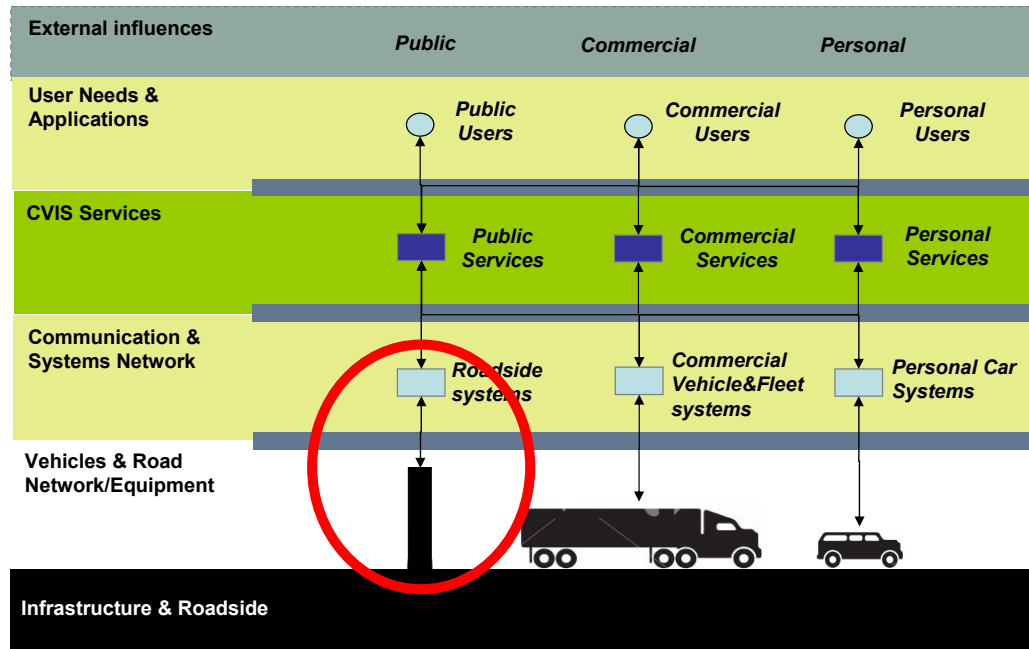 External influences
Public
Commercial
Personal
User Needs &
Applications
Public
Users
Commercial
Users
Personal
Users
CVIS Services
Public
Services
Commercial
Services
Personal
Services
Communication &
Systems Network
Roadside
systems
Commercial
Vehicle&Fleet
systems
Personal Car
Systems
Vehicles & Road
Network/Equipment
Infrastructure & Roadside